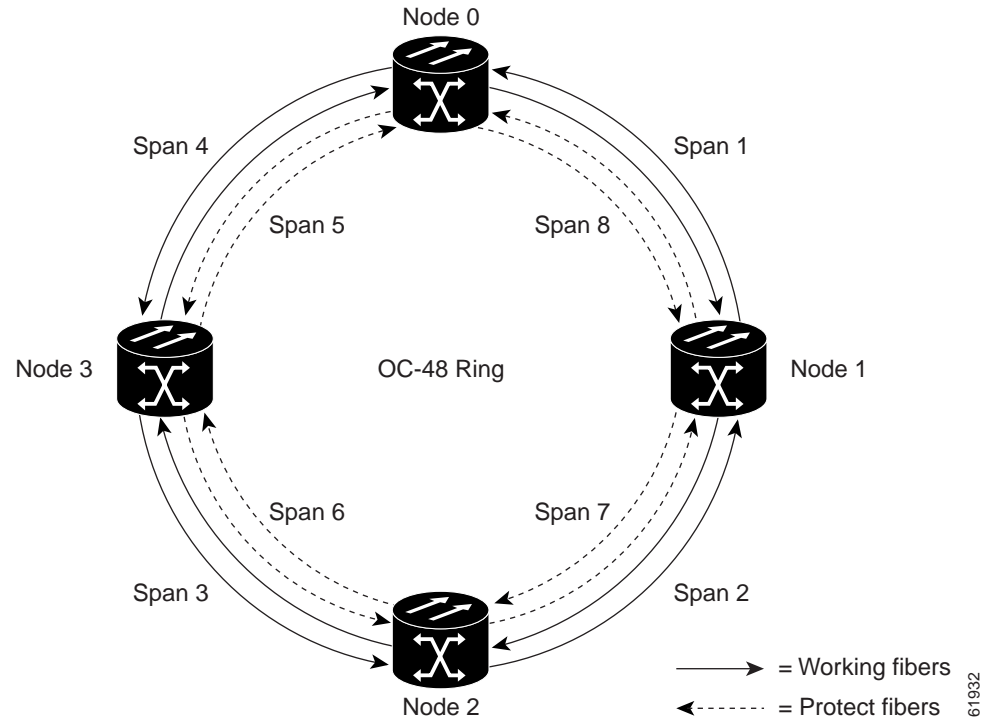 Node 0
Span 4
Span 1
Span 5
Span 8
Node 3
OC-48 Ring
Node 1
Span 6
Span 7
Span 3
Span 2
Node 2
= Working fibers
= Protect fibers
61932